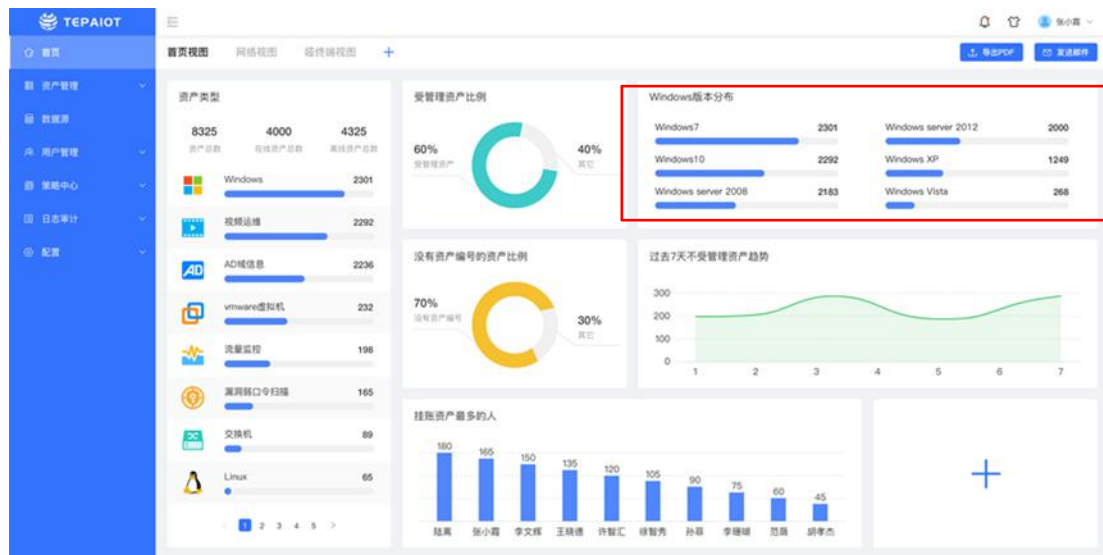 TEPAIOT
张小霞
首页
首页视图 网络视图 哑终端视图 +
导出PDF 发送邮件
资产管理
数据源
用户管理
策略中心
日志审计
配置
资产类型
8325 4000 4325
资产总数 在线资产总数 离线资产总数
Windows 2301
视频运维 2292
AD域信息 2236
vmware虚拟机 232
流量监控 198
漏洞弱口令扫描 165
交换机 89
Linux 65
1 2 3 4 5 >
受管理资产比例
60% 40%
受管理资产 其它
Windows版本分布
Windows7 2301
Windows10 2292
Windows server 2008 2183
Windows server 2012 2000
Windows XP 1249
Windows Vista 268
没有资产编号的资产比例
70% 30%
没有资产编号 其它
过去7天不受管理资产趋势
300
200
100
0
1 2 3 4 5 6 7
挂账资产最多的人
180 165 150 135 120 105 90 75 60 45
陆离 张小霞 李文辉 王晓德 许智汇 徐智秀 孙菲 李珊瑚 范薇 胡孝杰